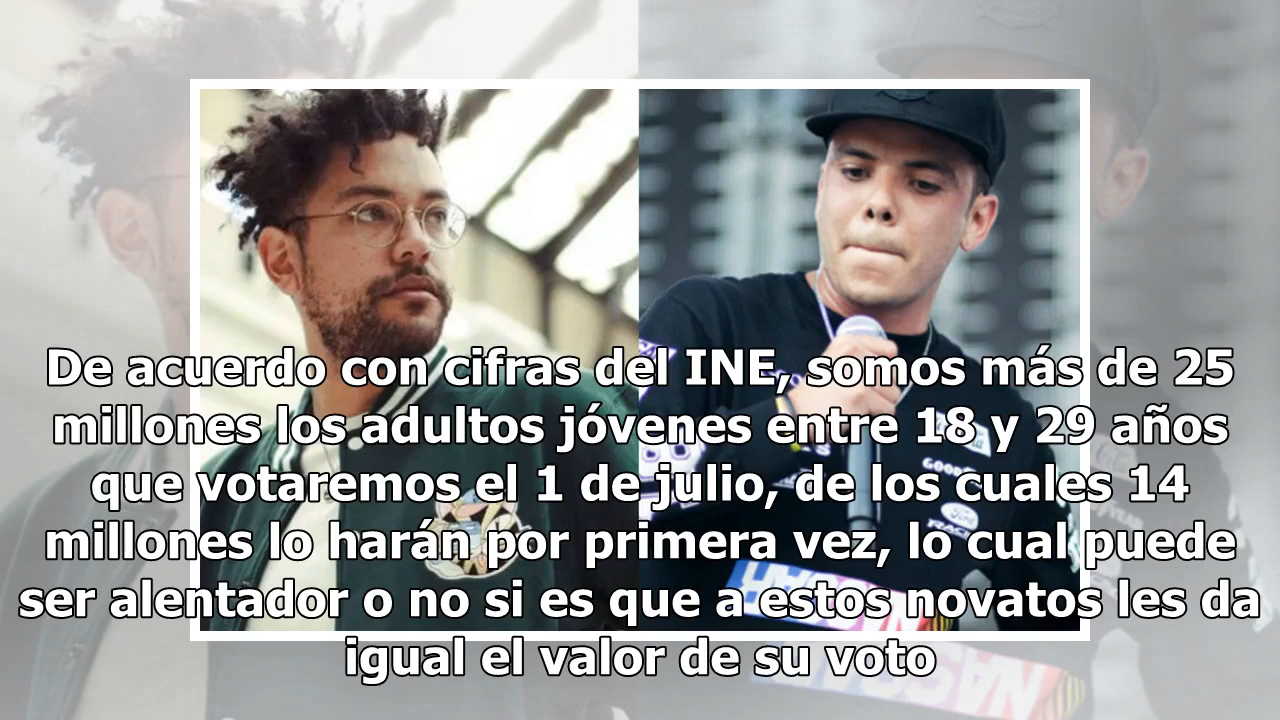 De acuerdo con cifras del INE, somos más de 25
millones los adultos jóvenes entre 18 y 29 años
que votaremos el 1 de julio, de los cuales 14
millones lo harán por primera vez, lo cual puede
ser alentador o no si es que a estos novatos les da
igual el valor de su voto
Ford